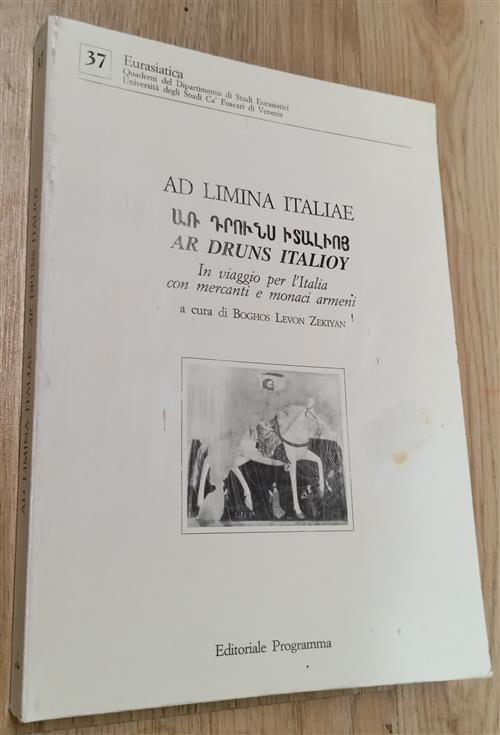 37
Eurasiatica
Quaderni del Dipartimento di Studi Eurasiatici
Università degli Studi Ca' Foscari di Venezia
AD LIMINA ITALIAE
ԱՌ ԴՐՈՒՆՍ ԻՏԱԼԻՈՅ
AR DRUNS ITALIOY
In viaggio per l'Italia
con mercanti e monaci armeni
a cura di BOGHOS LEVON ZEKIYAN
Editoriale Programma
AD LIMINA ITALIAE AR DRUNS ITALIOY